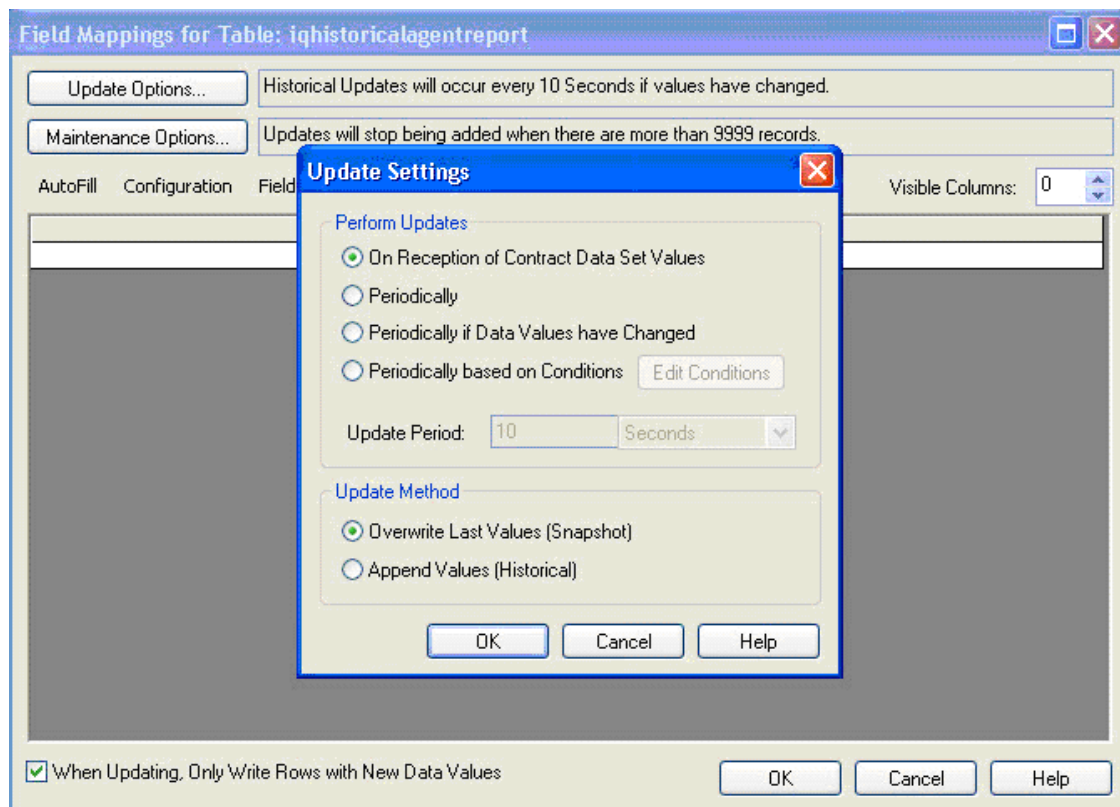 Field Mappings for Table: iqhistoricalagentreport
Update Options...
Historical Updates will occur every 10 Seconds if values have changed.
Maintenance Options...
Updates will stop being added when there are more than 9999 records.
AutoFill Configuration Field
Visible Columns: 0
Update Settings
Perform Updates
On Reception of Contract Data Set Values
Periodically
Periodically if Data Values have Changed
Periodically based on Conditions Edit Conditions
Update Period: 10 Seconds
Update Method
Overwrite Last Values (Snapshot)
Append Values (Historical)
OK Cancel Help
When Updating, Only Write Rows with New Data Values
OK Cancel Help